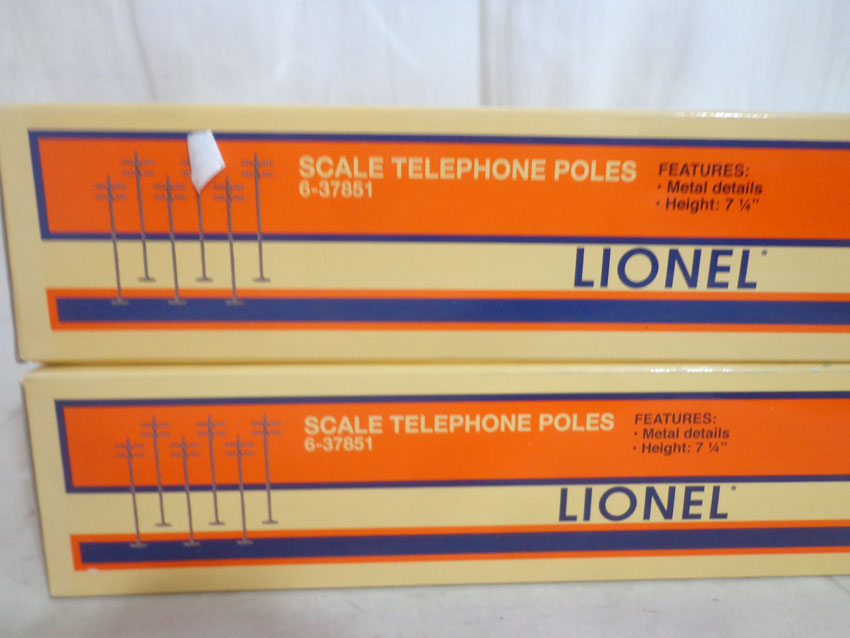 SCALE TELEPHONE POLES
6-37851
FEATURES:
· Metal details
· Height: 7 ¼"
LIONEL
SCALE TELEPHONE POLES
6-37851
FEATURES:
· Metal details
· Height: 7 ¼"
LIONEL